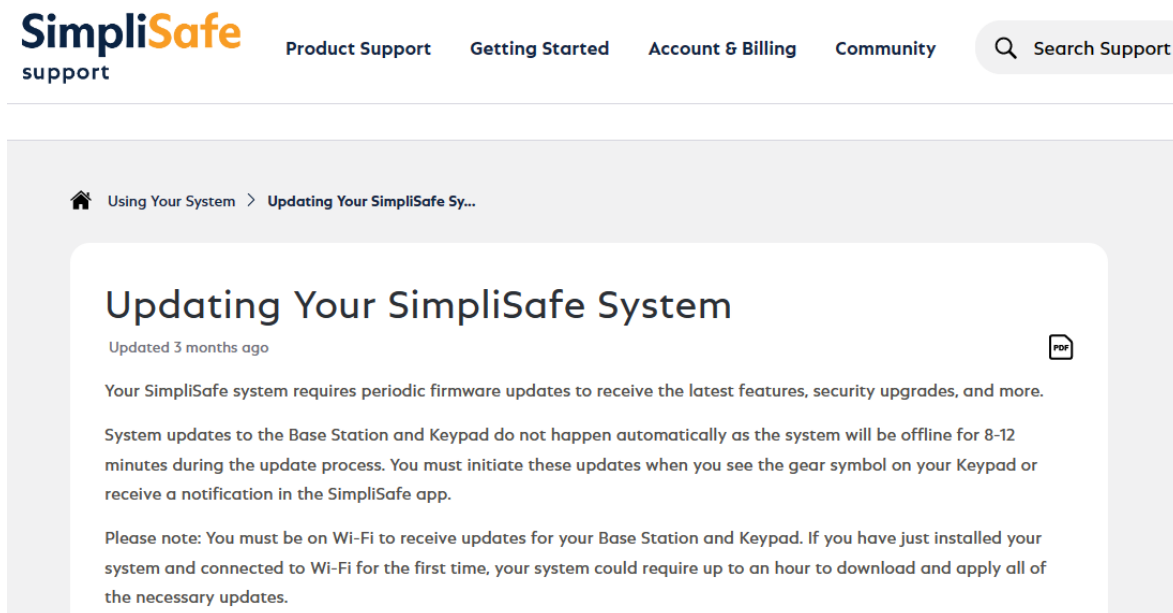 SimpliSafe
support
Product Support
Getting Started
Account & Billing
Community
Search Support
Using Your System > Updating Your SimpliSafe Sy...
Updating Your SimpliSafe System
Updated 3 months ago
PDF
Your SimpliSafe system requires periodic firmware updates to receive the latest features, security upgrades, and more.
System updates to the Base Station and Keypad do not happen automatically as the system will be offline for 8-12
minutes during the update process. You must initiate these updates when you see the gear symbol on your Keypad or
receive a notification in the SimpliSafe app.
Please note: You must be on Wi-Fi to receive updates for your Base Station and Keypad. If you have just installed your
system and connected to Wi-Fi for the first time, your system could require up to an hour to download and apply all of
the necessary updates.